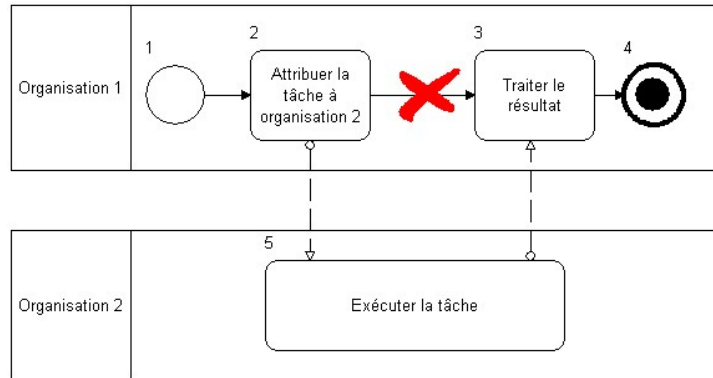 1
2
3
4
Organisation 1
Attribuer la
tâche à
organisation 2
Traiter le
résultat
5
Organisation 2
Exécuter la tâche